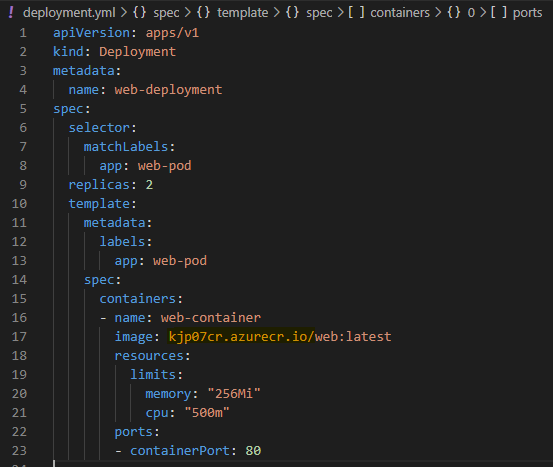 ! deployment.yml > {} spec > {} template > {} spec > [ ] containers > {} 0 > [ ] ports
1 apiVersion: apps/v1
2 kind: Deployment
3 metadata:
4   name: web-deployment
5 spec:
6   selector:
7     matchLabels:
8       app: web-pod
9   replicas: 2
10   template:
11     metadata:
12       labels:
13         app: web-pod
14     spec:
15       containers:
16       - name: web-container
17         image: kjp07cr.azurecr.io/web:latest
18         resources:
19           limits:
20             memory: "256Mi"
21             cpu: "500m"
22         ports:
23         - containerPort: 80